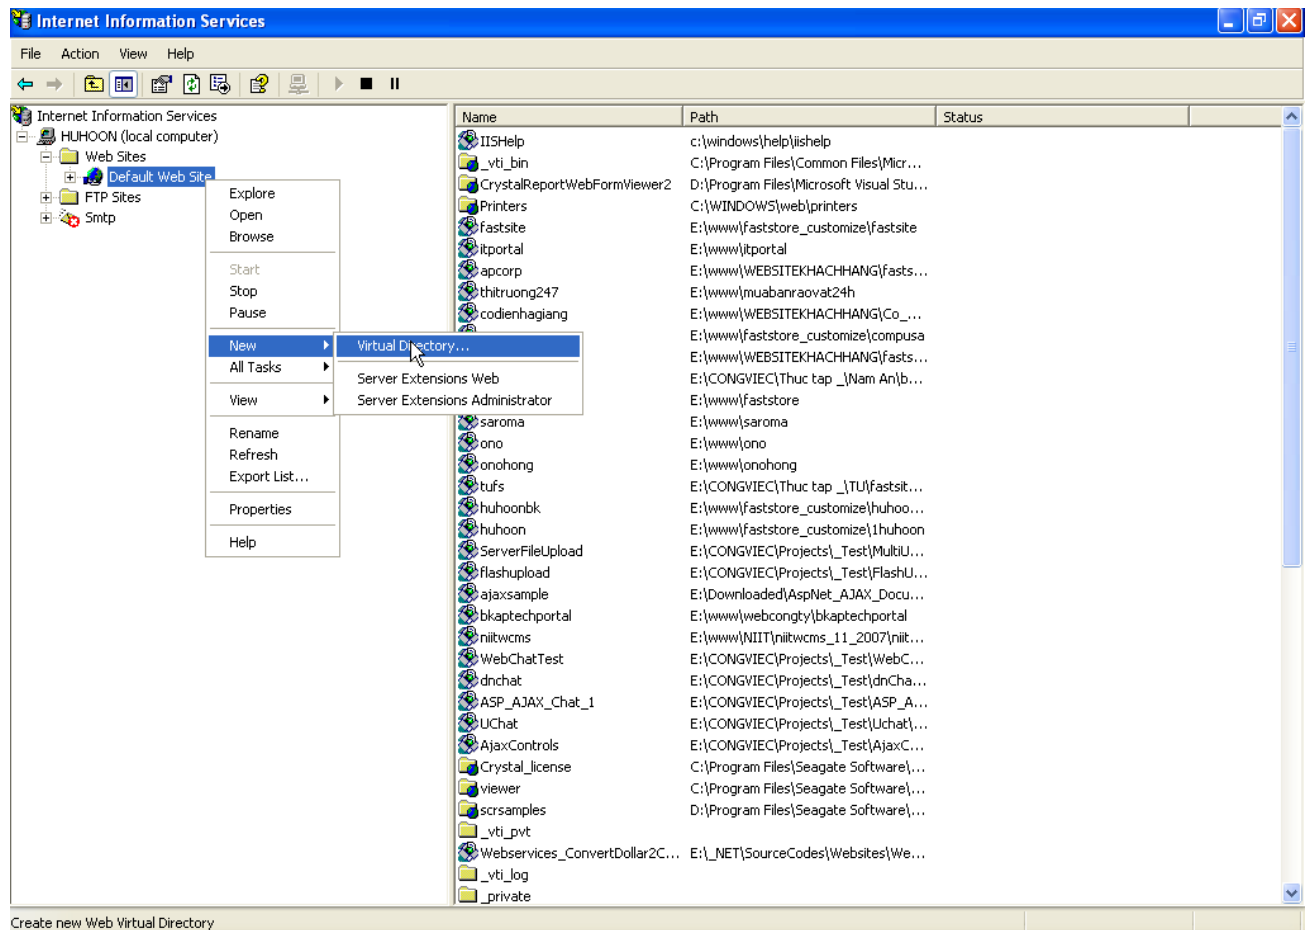 Internet Information Services
File Action View Help
Internet Information Services
HUHOON (local computer)
Web Sites
Default Web Site
FTP Sites
Smtp
Explore
Open
Browse
Start
Stop
Pause
New
All Tasks
View
Rename
Refresh
Export List...
Properties
Help
Virtual Directory...
Server Extensions Web
Server Extensions Administrator
Name Path Status
IISHelp c:\windows\help\iishelp
_vti_bin C:\Program Files\Common Files\Micr...
CrystalReportWebFormViewer2 D:\Program Files\Microsoft Visual Stu...
Printers C:\WINDOWS\web\printers
fastsite E:\www\faststore_customize\fastsite
itportal E:\www\itportal
apcorp E:\www\WEBSITEKHACHHANG\fasts...
thitruong247 E:\www\muabanraovat24h
codienhagiang E:\www\WEBSITEKHACHHANG\Co_...
E:\www\faststore_customize\compusa
E:\www\WEBSITEKHACHHANG\fasts...
E:\CONGVIEC\Thuc tap _\Nam An\b...
E:\www\faststore
saroma E:\www\saroma
ono E:\www\ono
onohong E:\www\onohong
tufs E:\CONGVIEC\Thuc tap _\TU\fastsit...
huhoonbk E:\www\faststore_customize\huhoo...
huhoon E:\www\faststore_customize\1huhoon
ServerFileUpload E:\CONGVIEC\Projects\_Test\MultiU...
flashupload E:\CONGVIEC\Projects\_Test\FlashU...
ajaxsample E:\Downloaded\AspNet_AJAX_Docu...
bkaptechportal E:\www\webcongty\bkaptechportal
niitwcms E:\www\NIIT\niitwcms_11_2007\niit...
WebChatTest E:\CONGVIEC\Projects\_Test\WebC...
dnchat E:\CONGVIEC\Projects\_Test\dnCha...
ASP_AJAX_Chat_1 E:\CONGVIEC\Projects\_Test\ASP_A...
UChat E:\CONGVIEC\Projects\_Test\Uchat\...
AjaxControls E:\CONGVIEC\Projects\_Test\AjaxC...
Crystal_license C:\Program Files\Seagate Software\...
viewer C:\Program Files\Seagate Software\...
scrsamples D:\Program Files\Seagate Software\...
_vti_pvt
Webservices_ConvertDollar2C... E:\_NET\SourceCodes\Websites\We...
_vti_log
_private
Create new Web Virtual Directory